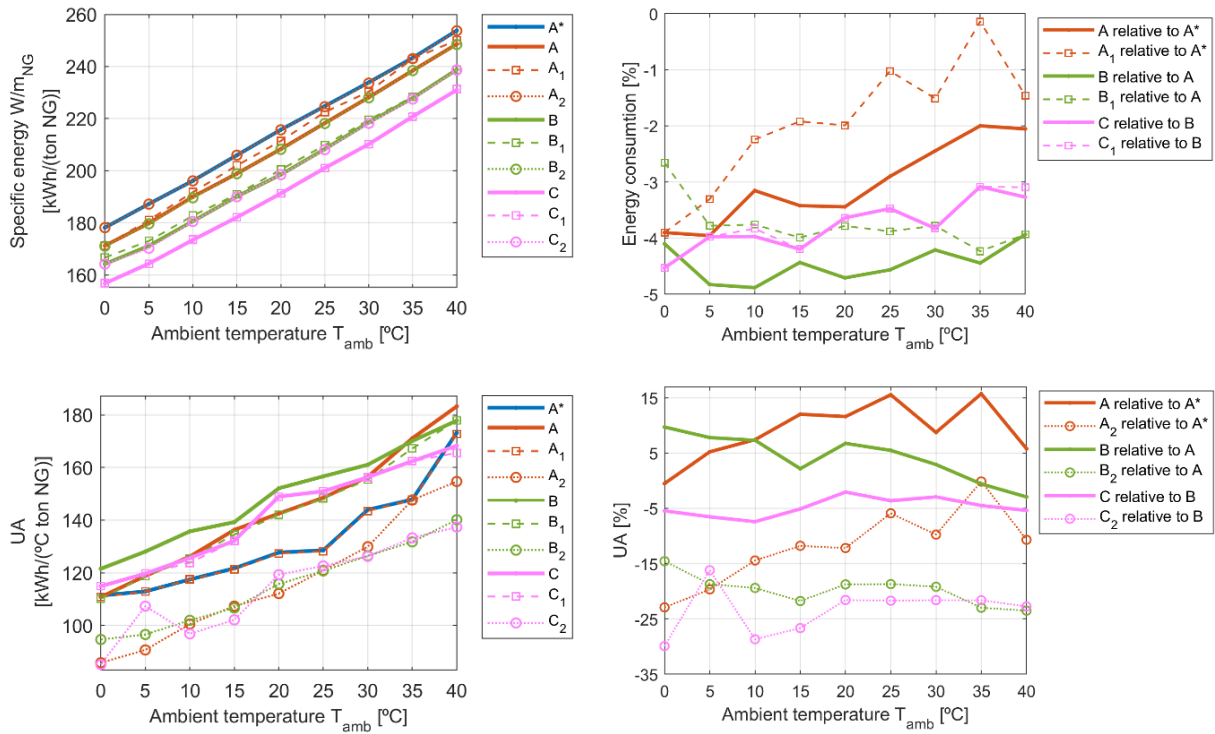 Specific energy W/m_NG
[kWh/(ton NG)]
260
240
220
200
180
160
0 5 10 15 20 25 30 35 40
Ambient temperature T_amb [ºC]
A*
A
A_1
A_2
B
B_1
B_2
C
C_1
C_2
Energy consumtion [%]
0
-1
-2
-3
-4
-5
0 5 10 15 20 25 30 35 40
Ambient temperature T_amb [ºC]
A relative to A*
A_1 relative to A*
B relative to A
B_1 relative to A
C relative to B
C_1 relative to B
UA
[kWh/(ºC ton NG)]
180
160
140
120
100
0 5 10 15 20 25 30 35 40
Ambient temperature T_amb [ºC]
A*
A
A_1
A_2
B
B_1
B_2
C
C_1
C_2
UA [%]
15
5
-5
-15
-25
-35
0 5 10 15 20 25 30 35 40
Ambient temperature T_amb [ºC]
A relative to A*
A_2 relative to A*
B relative to A
B_2 relative to A
C relative to B
C_2 relative to B